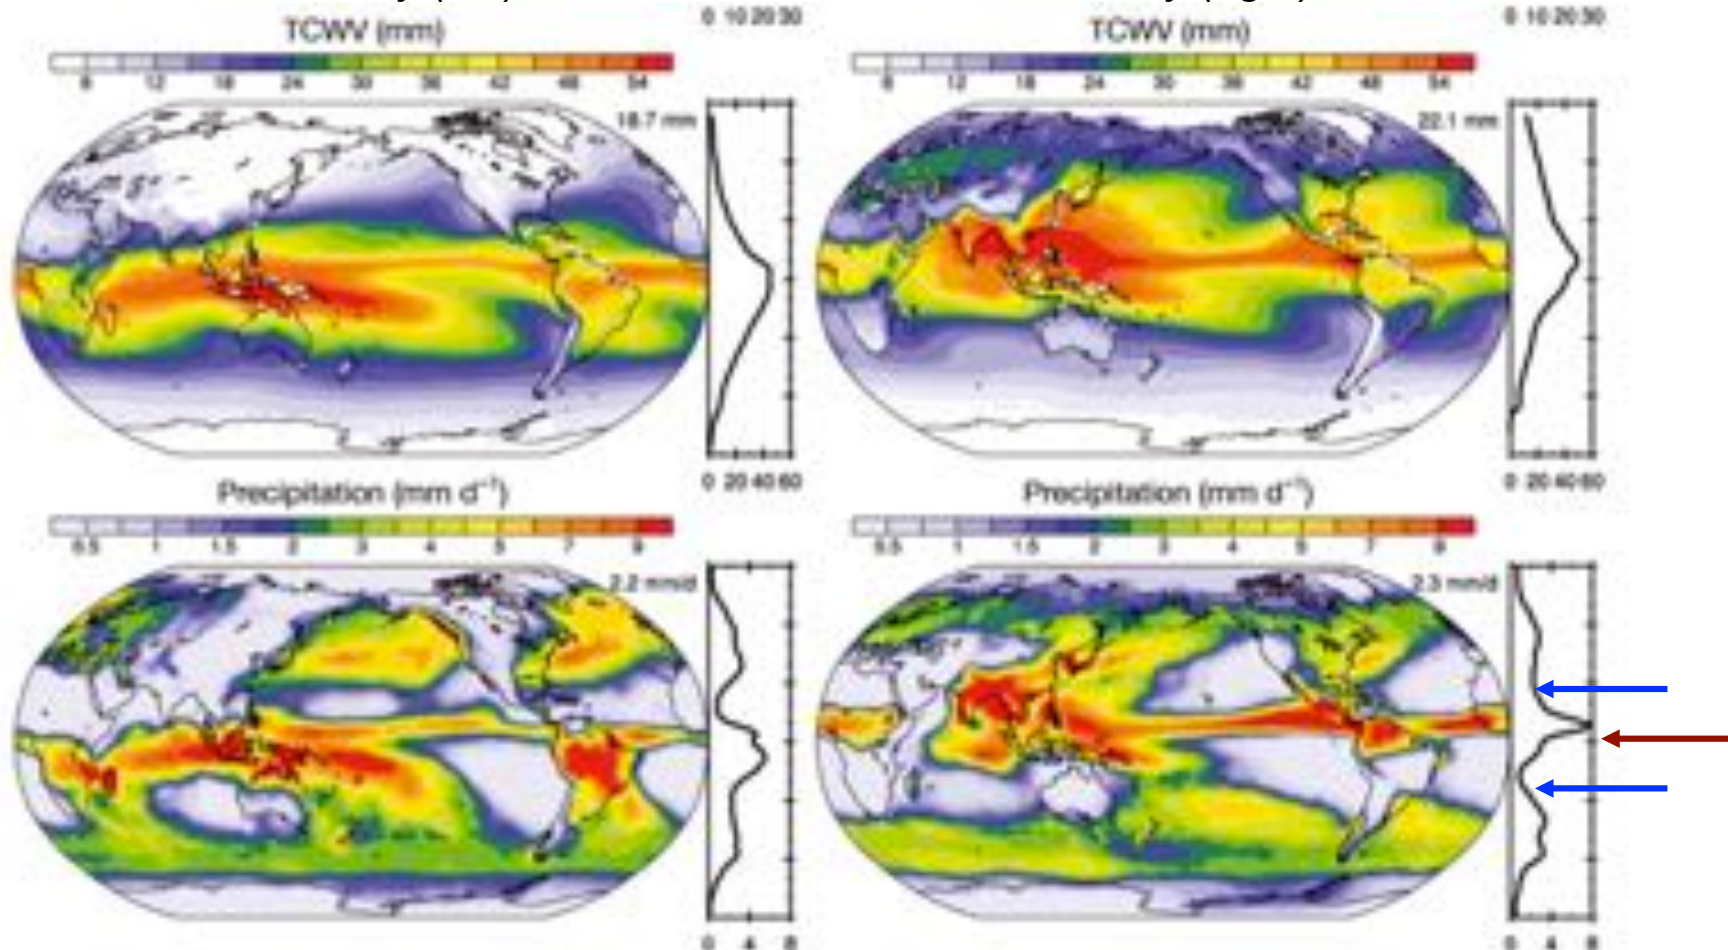 0 10 20 30
0 10 20 30
TCWV (mm)
TCWV (mm)
6 12 18 24 30 36 42 48 54
6 12 18 24 30 36 42 48 54
18.7 mm
22.1 mm
0 20 40 60
0 20 40 60
Precipitation (mm d⁻¹)
Precipitation (mm d⁻¹)
0.5 1 1.5 2 3 4 5 7 9
0.5 1 1.5 2 3 4 5 7 9
2.2 mm/d
2.3 mm/d
0 4 8
0 4 8